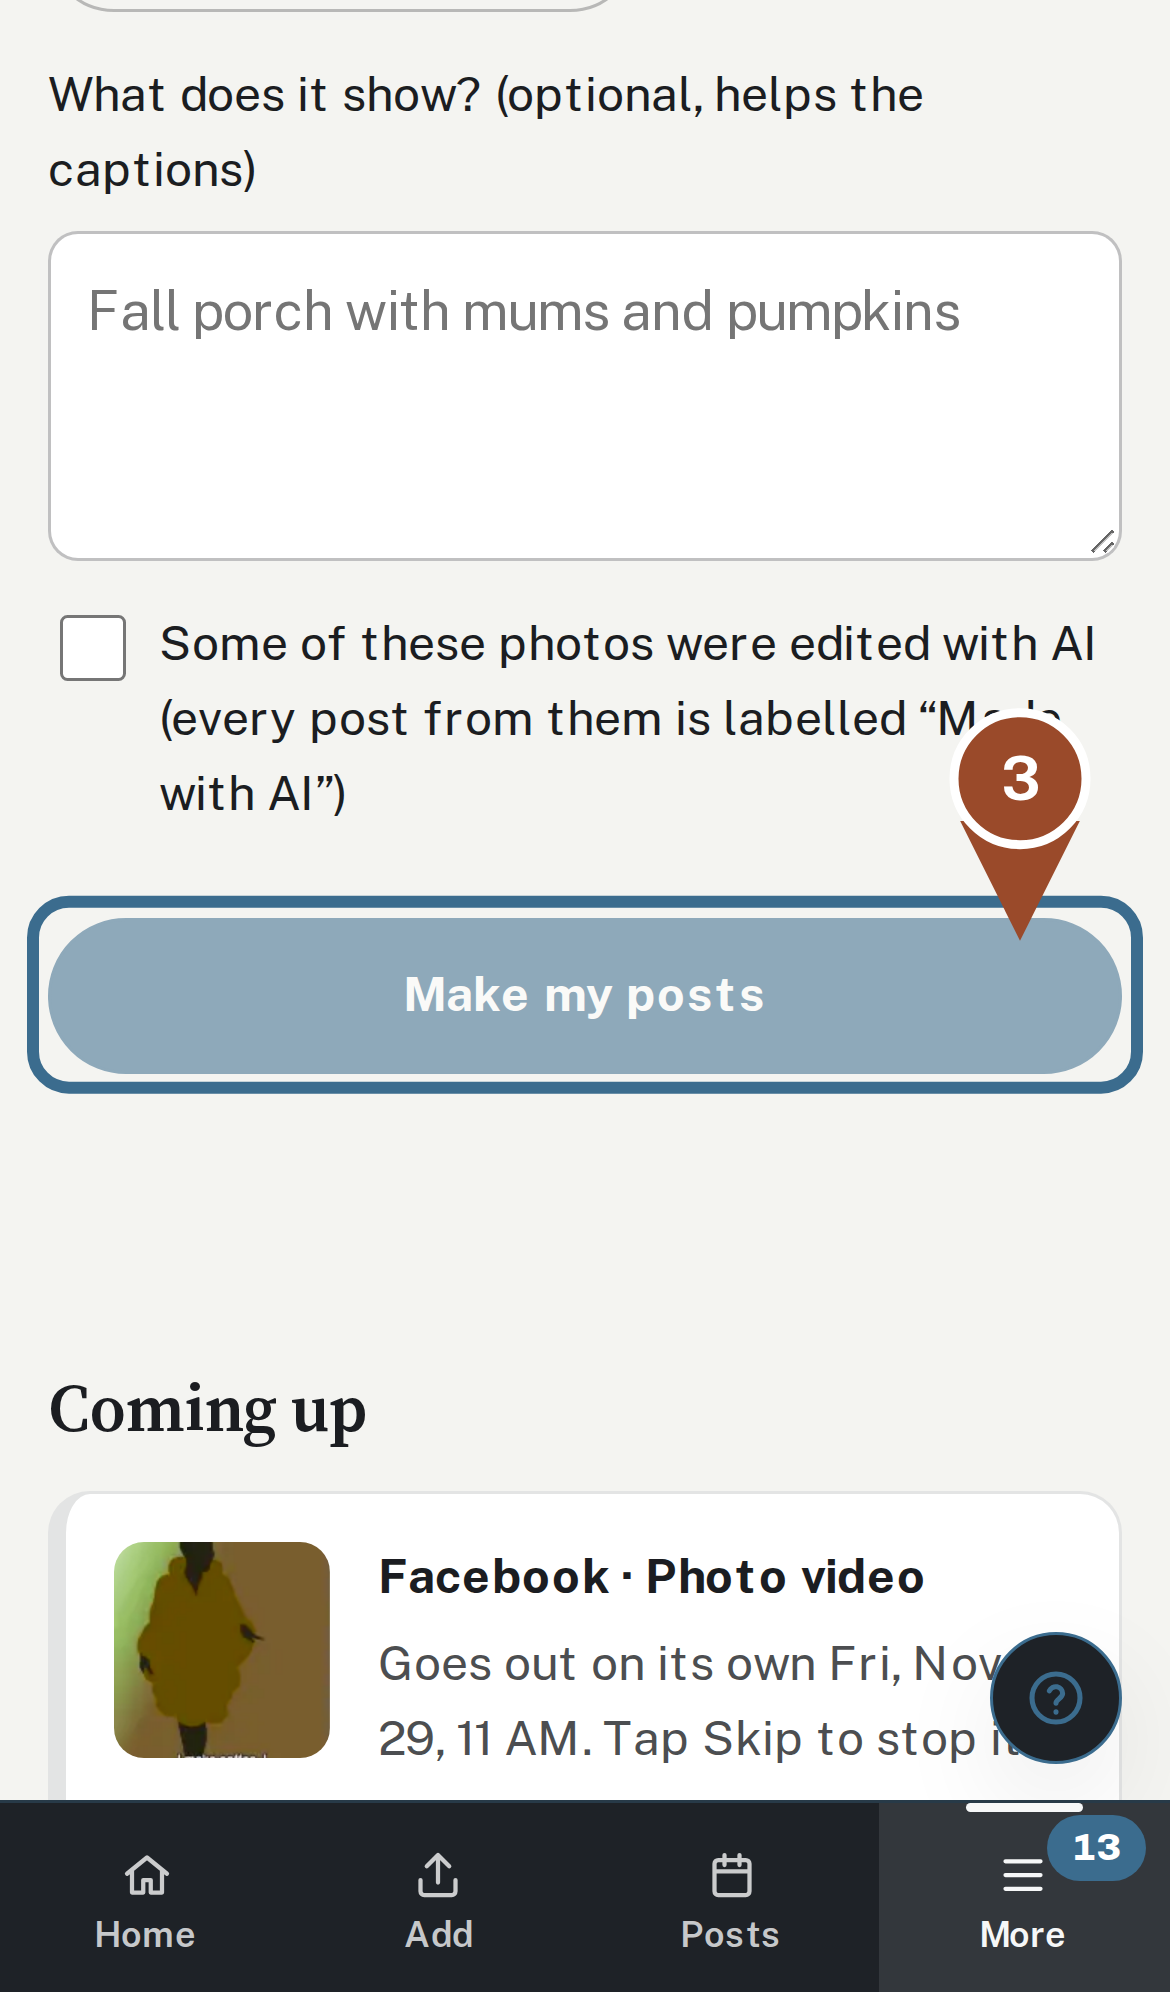 What does it show? (optional, helps the
captions)
Fall porch with mums and pumpkins
Some of these photos were edited with AI
(every post from them is labelled “Made
with AI”)
3
Make my posts
Coming up
Facebook · Photo video
Goes out on its own Fri, Nov
29, 11 AM. Tap Skip to stop it
13
Home
Add
Posts
More